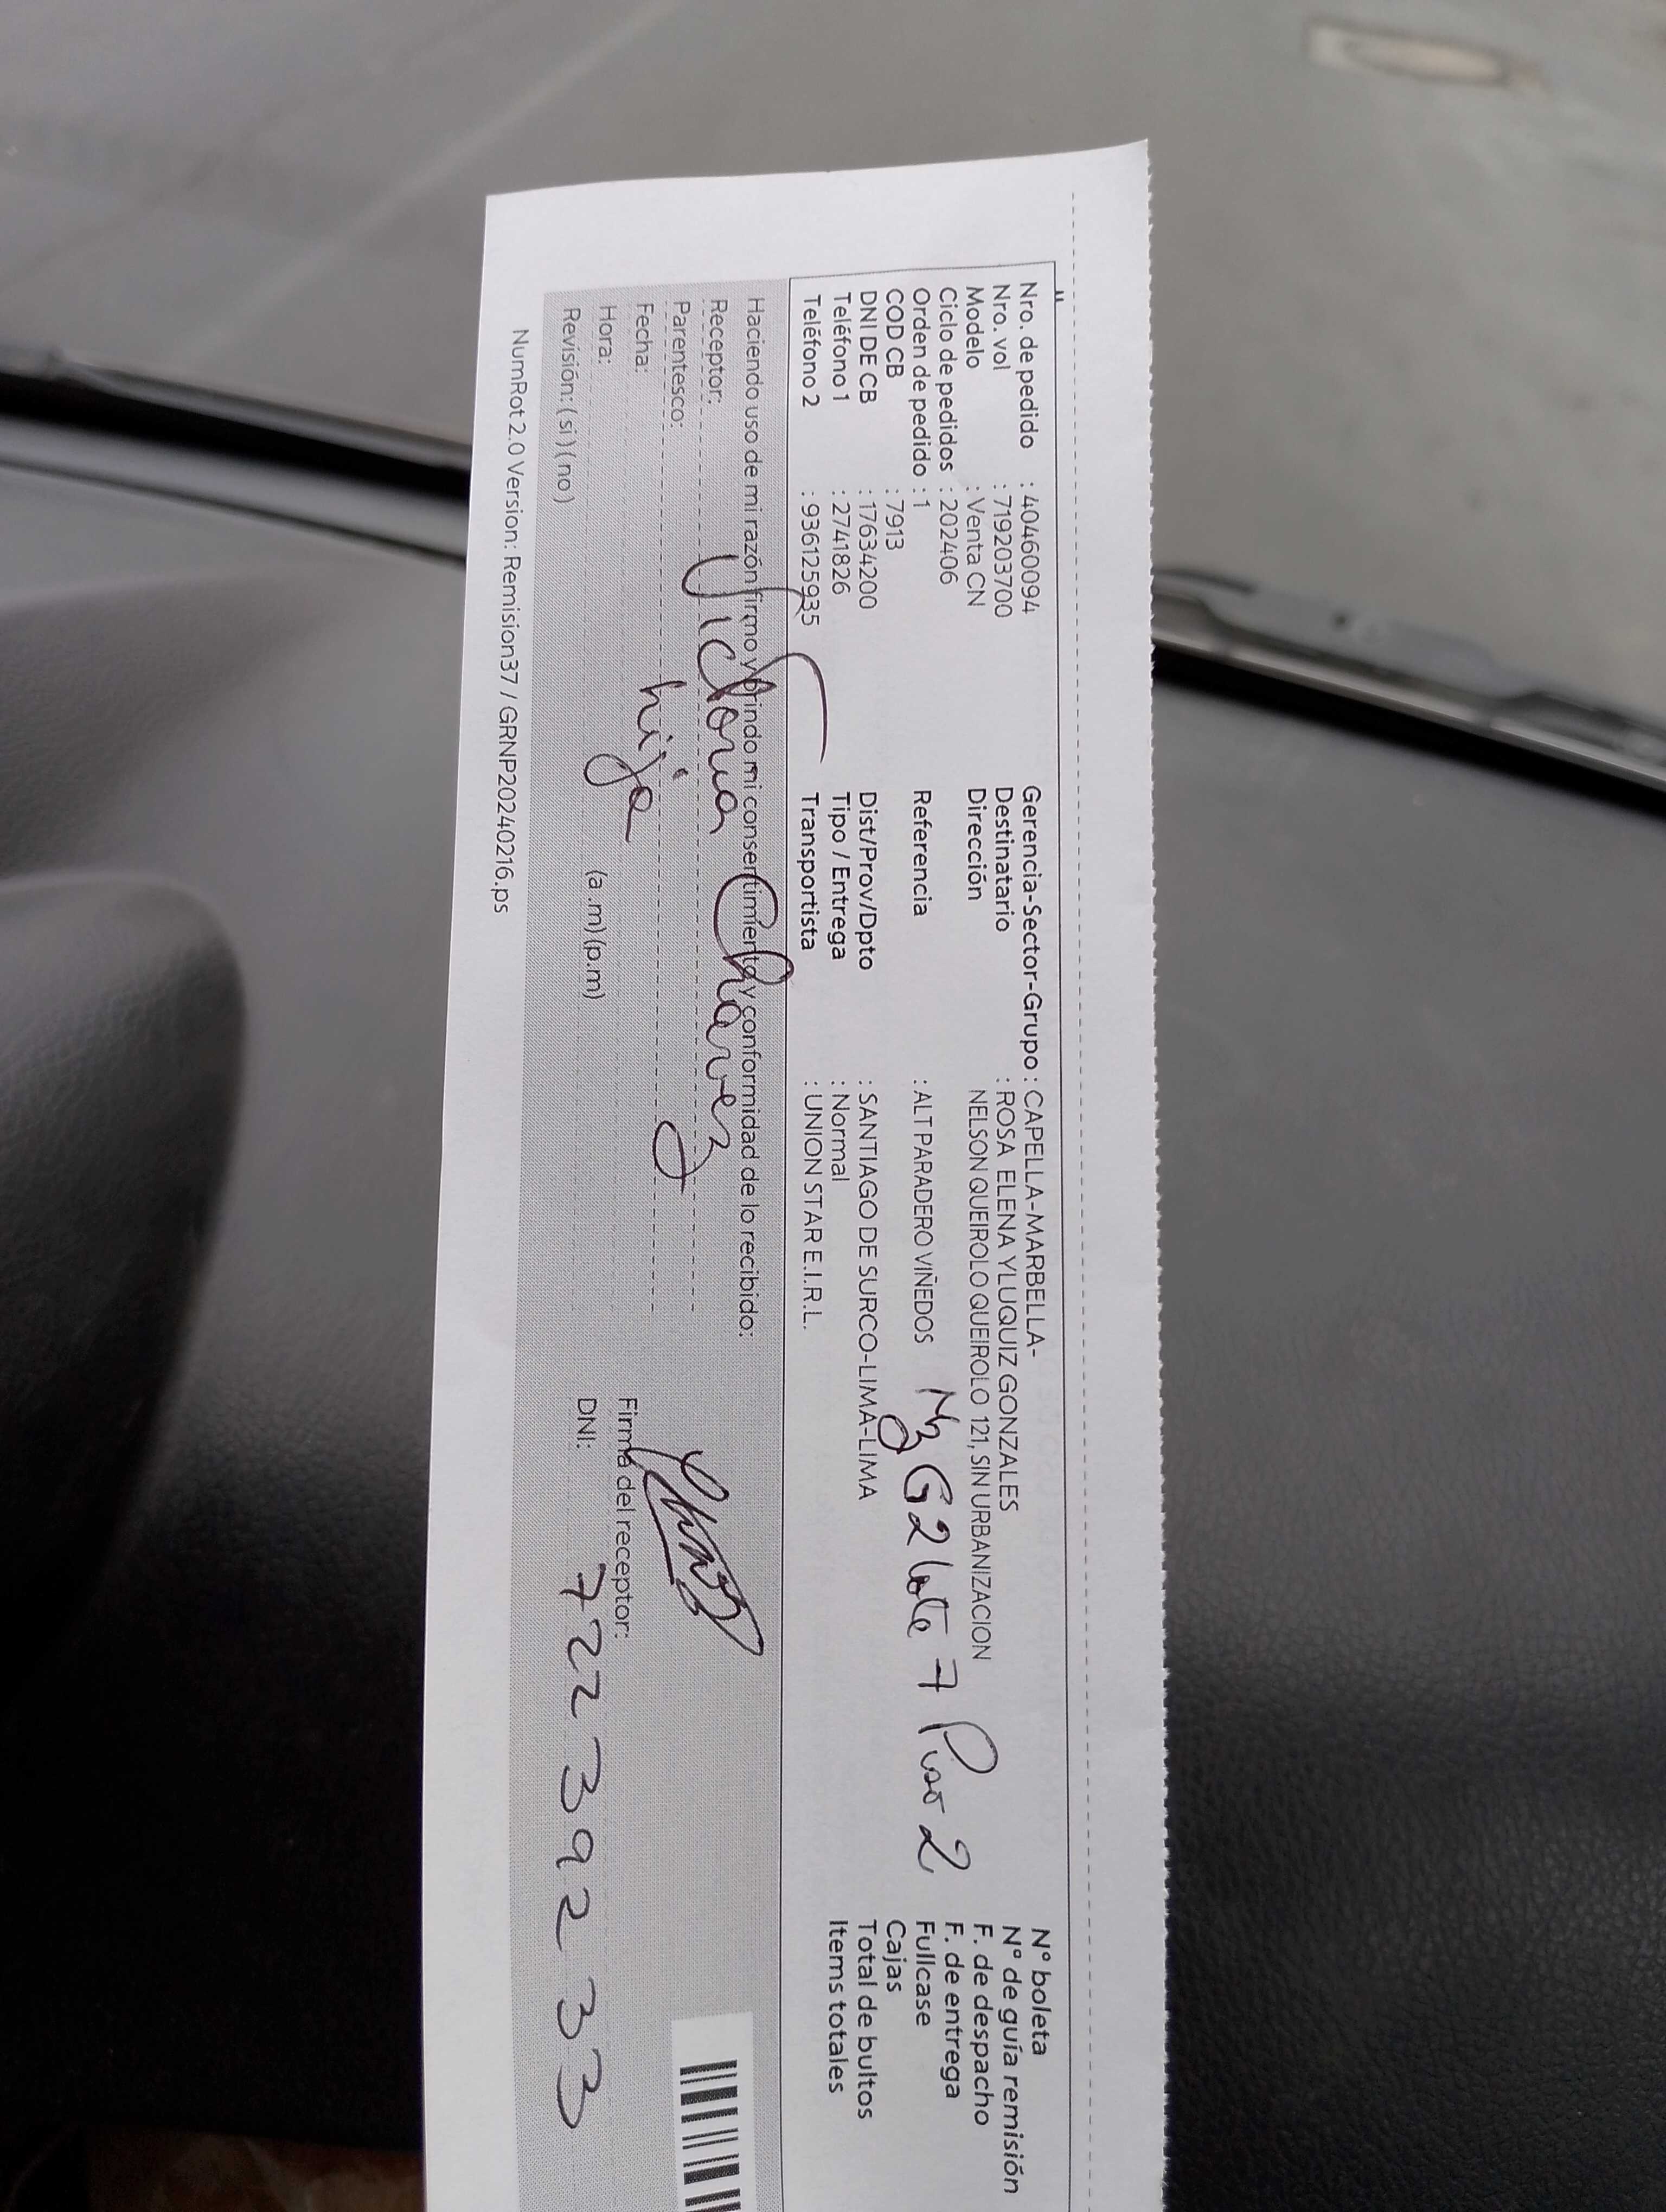 Nro. de pedido : 40460094
Nro. vol : 719203700
Modelo : Venta CN
Ciclo de pedidos : 202406
Orden de pedido : 1
COD CB : 7913
DNI DE CB : 17634200
Teléfono 1 : 2741826
Teléfono 2 : 936125935
Gerencia-Sector-Grupo : CAPELLA-MARBELLA-
Destinatario : ROSA ELENA YLUQUIZ GONZALES
Dirección NELSON QUEIROLO QUEIROLO 121, SIN URBANIZACION
Referencia : ALT PARADERO VIÑEDOS Mz G2 lote 7 Piso 2
Dist/Prov/Dpto : SANTIAGO DE SURCO-LIMA-LIMA
Tipo / Entrega : Normal
Transportista : UNION STAR E.I.R.L.
N° boleta
N° de guía remisión
F. de despacho
F. de entrega
Fullcase
Cajas
Total de bultos
Items totales
Haciendo uso de mi razón firmo y brindo mi consentimiento y conformidad de lo recibido:
Receptor: Victoria Chavez
Parentesco: hija
Fecha:
Hora: (a .m) (p.m)
Revisión: (si) (no)
Firma del receptor:
DNI: 72239233
NumRot 2.0 Version: Remision37 / GRNP20240216.ps